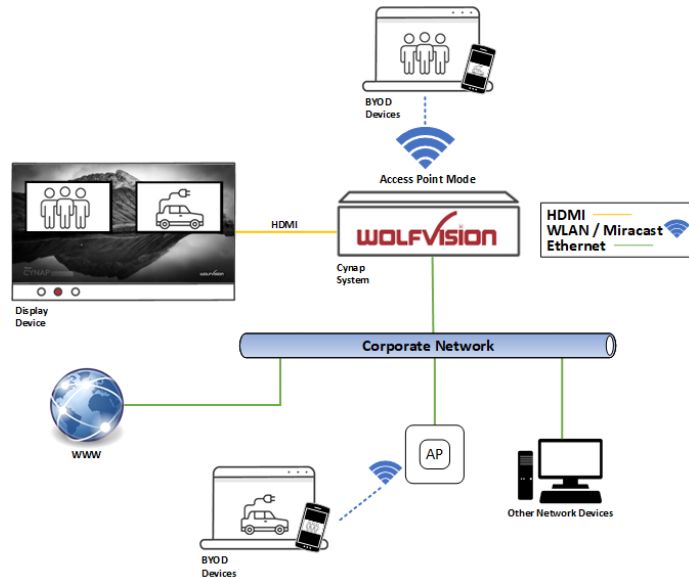 BYOD
Devices
Access Point Mode
HDMI
WOLFVISION
Cynap
System
HDMI
WLAN / Miracast
Ethernet
CYNAP
WOLFVISION
Display
Device
Corporate Network
WWW
AP
Other Network Devices
BYOD
Devices